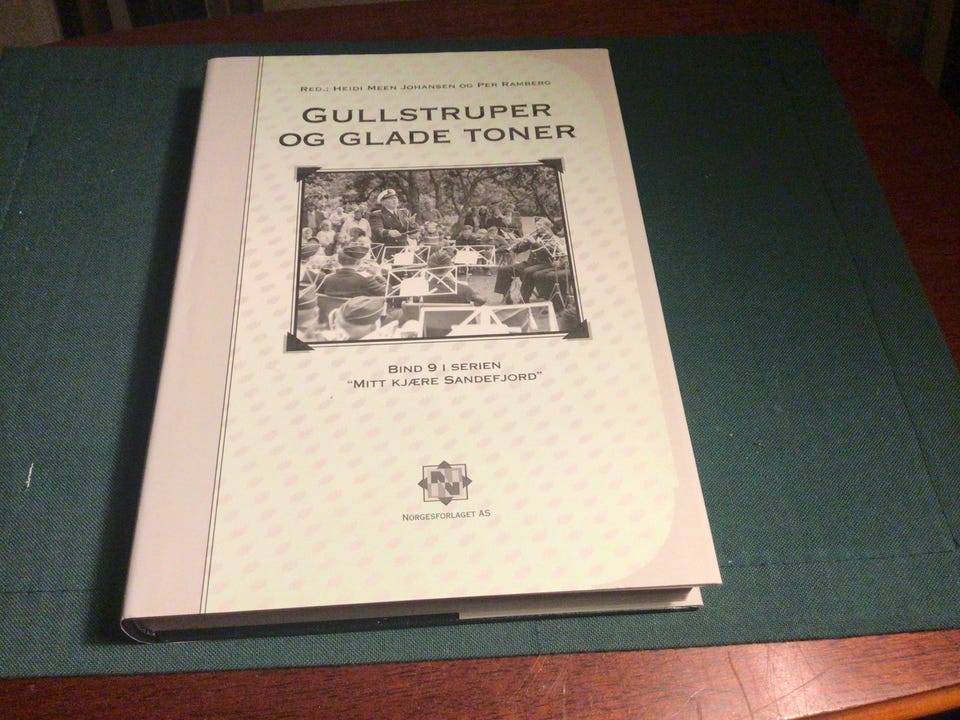 Red.: Heidi Meen Johansen og Per Ramberg
Gullstruper
og glade toner
Bind 9 i serien
"Mitt kjære Sandefjord"
Norgesforlaget AS